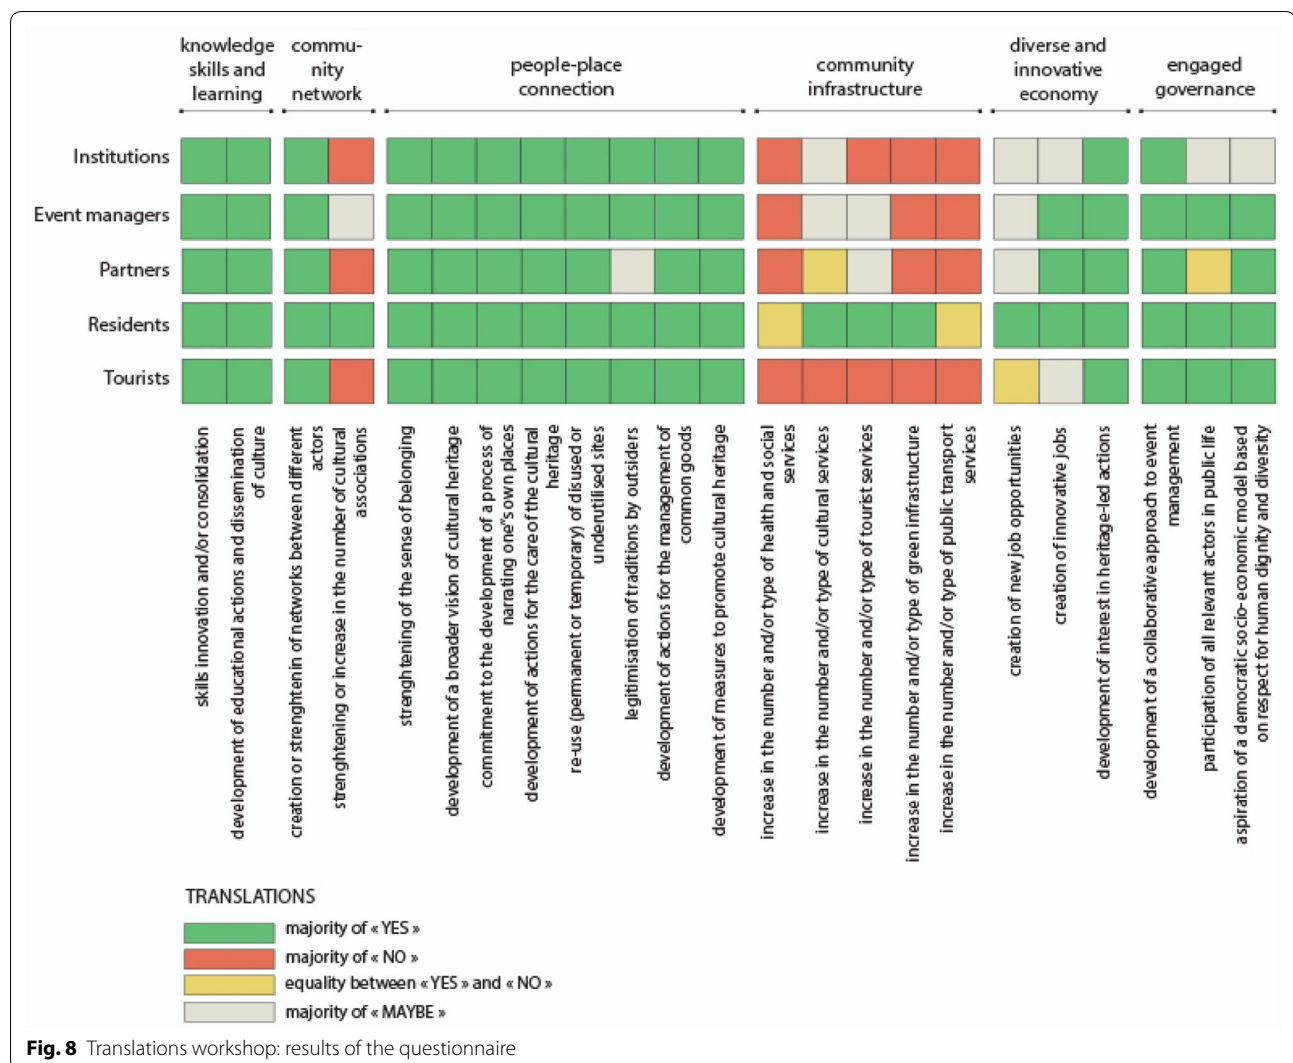 knowledge
skills and
learning
commu-
nity
network
people-place
connection
community
infrastructure
diverse and
innovative
economy
engaged
governance
Institutions
Event managers
Partners
Residents
Tourists
skills innovation and/or consolidation
development of educational actions and dissemination
of culture
creation or strenghtenin of networks between different
actors
strenghtening or increase in the number of cultural
associations
strenghtening of the sense of belonging
development of a broader vision of cultural heritage
commitment to the development of a process of
narrating one"s own places
development of actions for the care of the cultural
heritage
re-use (permanent or temporary) of disused or
underutilised sites
legitimisation of traditions by outsiders
development of actions for the management of
common goods
development of measures to promote cultural heritage
increase in the number and/or type of health and social
services
increase in the number and/or type of cultural services
increase in the number and/or type of tourist services
increase in the number and/or type of green infrastructure
increase in the number and/or type of public transport
services
creation of new job opportunities
creation of innovative jobs
development of interest in heritage-led actions
development of a collaborative approach to event
management
participation of all relevant actors in public life
aspiration of a democratic socio-economic model based
on respect for human dignity and diversity
TRANSLATIONS
majority of « YES »
majority of « NO »
equality between « YES » and « NO »
majority of « MAYBE »
Fig. 8 Translations workshop: results of the questionnaire